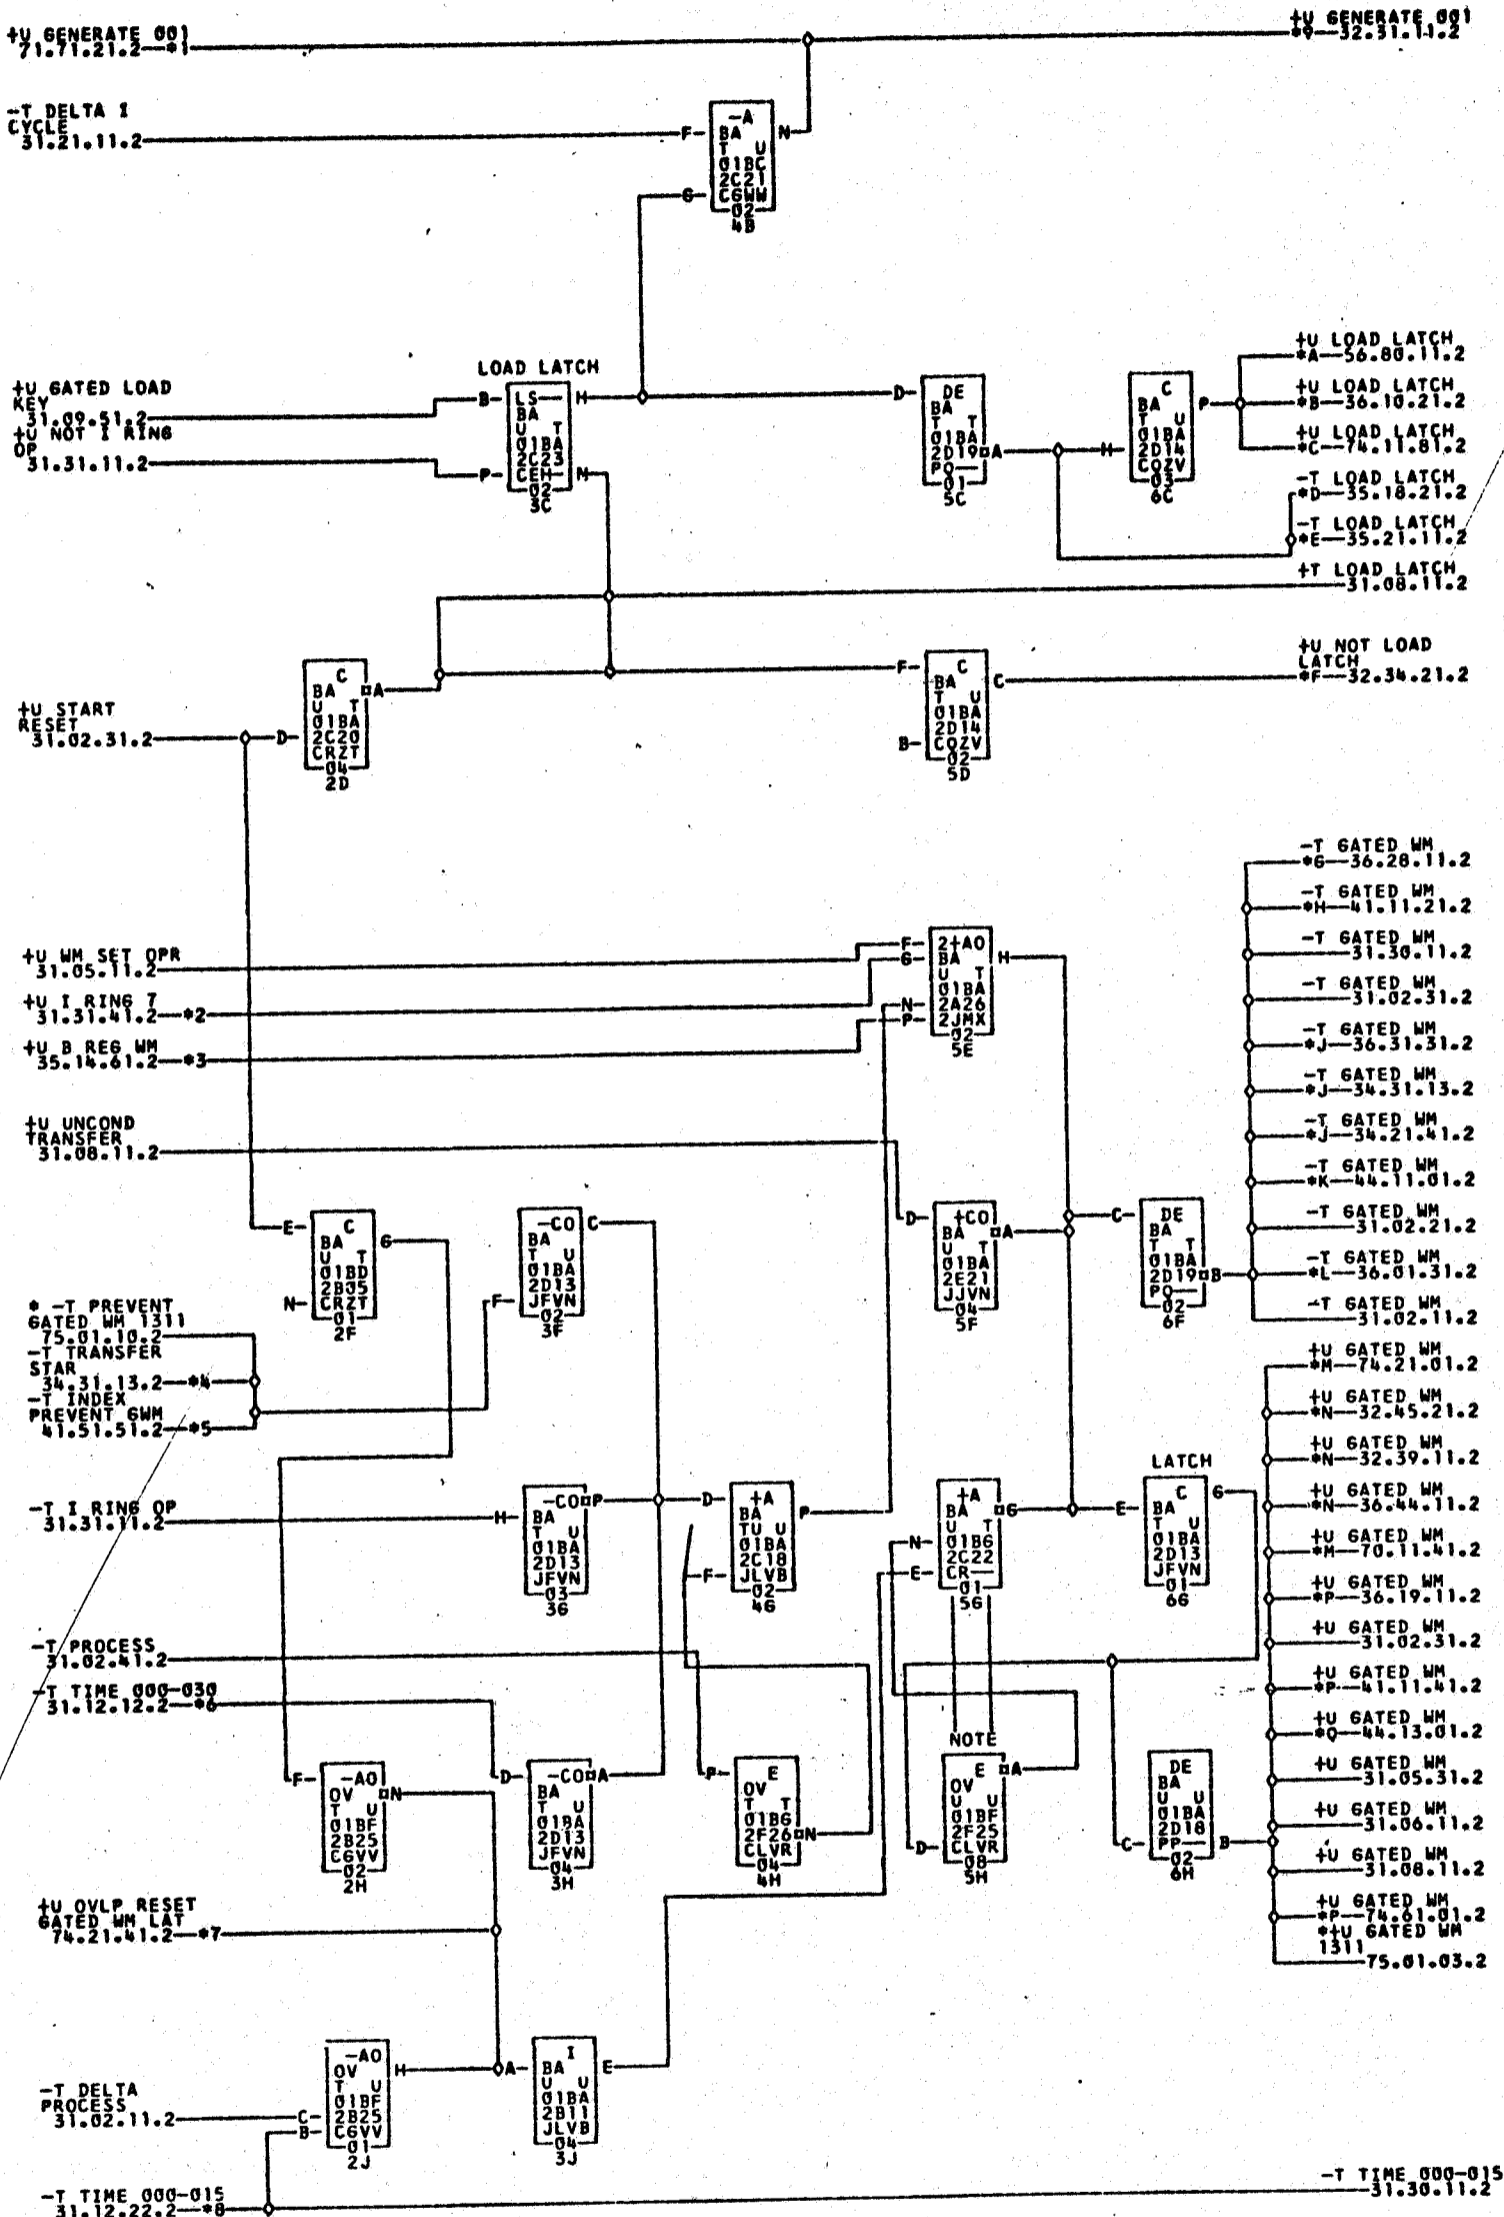 +U GENERATE 001
71.71.21.2—*1
+U GENERATE 001
*9—32.31.11.2
-T DELTA I
CYCLE
31.21.11.2
F-
G-
-A
BA
T U
01BC
2C21
CGWW
02
4B
N
LOAD LATCH
+U GATED LOAD
KEY
31.09.51.2
+U NOT I RING
OP
31.31.11.2
B-
P-
LS
BA
U T
01BA
2C23
CEH-
02
3C
H
M
D-
DE
BA
T T
01BA
2D19
PQ—
01
5C
A
H
C
BA
T U
01BA
2D14
CQZV
03
6C
P
+U LOAD LATCH
*A—56.80.11.2
+U LOAD LATCH
*B—36.10.21.2
+U LOAD LATCH
*C—74.11.81.2
-T LOAD LATCH
*D—35.18.21.2
-T LOAD LATCH
*E—35.21.11.2
+T LOAD LATCH
31.08.11.2
+U START
RESET
31.02.31.2
D-
C
BA
U T
01BA
2C20
CRZT
04
2D
A
F-
B-
C
BA
T U
01BA
2D14
CQZV
02
5D
C
+U NOT LOAD
LATCH
*F—32.34.21.2
+U WM SET OPR
31.05.11.2
+U I RING 7
31.31.41.2—*2
+U B REG WM
35.14.61.2—*3
F-
G-
N-
P-
2+AO
BA
U T
01BA
2A26
2JMX
02
5E
H
+U UNCOND
TRANSFER
31.08.11.2
E-
N-
C
BA
U T
01BD
2B05
CRZT
01
2F
G
F-
-CO
BA
T U
01BA
2D13
JFVN
02
3F
C
D-
+CO
BA
U T
01BA
2E21
JJVN
04
5F
A
C-
DE
BA
T T
01BA
2D19
PQ—
02
6F
B
-T GATED WM
*G—36.28.11.2
-T GATED WM
*H—41.11.21.2
-T GATED WM
31.30.11.2
-T GATED WM
31.02.31.2
-T GATED WM
*J—36.31.31.2
-T GATED WM
*J—34.31.13.2
-T GATED WM
*J—34.21.41.2
-T GATED WM
*K—44.11.01.2
-T GATED WM
31.02.21.2
-T GATED WM
*L—36.01.31.2
-T GATED WM
31.02.11.2
* -T PREVENT
GATED WM 1311
75.01.10.2
-T TRANSFER
STAR
34.31.13.2—*4
-T INDEX
PREVENT GWM
41.51.51.2—*5
-T I RING OP
31.31.11.2
H-
-CO
BA
T U
01BA
2D13
JFVN
03
3G
P
D-
F-
+A
BA
TU U
01BA
2C18
JLVB
02
4G
P
N-
E-
+A
BA
U T
01BG
2C22
CR—
01
5G
G
LATCH
E-
C
BA
T U
01BA
2D13
JFVN
01
6G
G
+U GATED WM
*M—74.21.01.2
+U GATED WM
*N—32.45.21.2
+U GATED WM
*N—32.39.11.2
+U GATED WM
*N—36.44.11.2
+U GATED WM
*M—70.11.41.2
+U GATED WM
*P—36.19.11.2
+U GATED WM
31.02.31.2
+U GATED WM
*P—41.11.41.2
+U GATED WM
*Q—44.13.01.2
+U GATED WM
31.05.31.2
+U GATED WM
31.06.11.2
+U GATED WM
31.08.11.2
+U GATED WM
*P—74.61.01.2
*+U GATED WM
1311
75.01.03.2
-T PROCESS
31.02.41.2
-T TIME 000-030
31.12.12.2—*6
NOTE
F-
-AO
OV
T U
01BF
2B25
CGVV
02
2H
N
D-
-CO
BA
T U
01BA
2D13
JFVN
04
3H
A
P-
E
OV
T T
01BG
2F26
CLVR
04
4H
N
D-
E
OV
U U
01BF
2F25
CLVR
08
5H
A
C-
DE
BA
U U
01BA
2D18
PP—
02
6H
B
+U OVLP RESET
GATED WM LAT
74.21.41.2—*7
-T DELTA
PROCESS
31.02.11.2
C-
B-
-AO
OV
T U
01BF
2B25
CGVV
01
2J
H
A-
I
BA
U U
01BA
2B11
JLVB
04
3J
E
-T TIME 000-015
31.12.22.2—*8
-T TIME 000-015
31.30.11.2